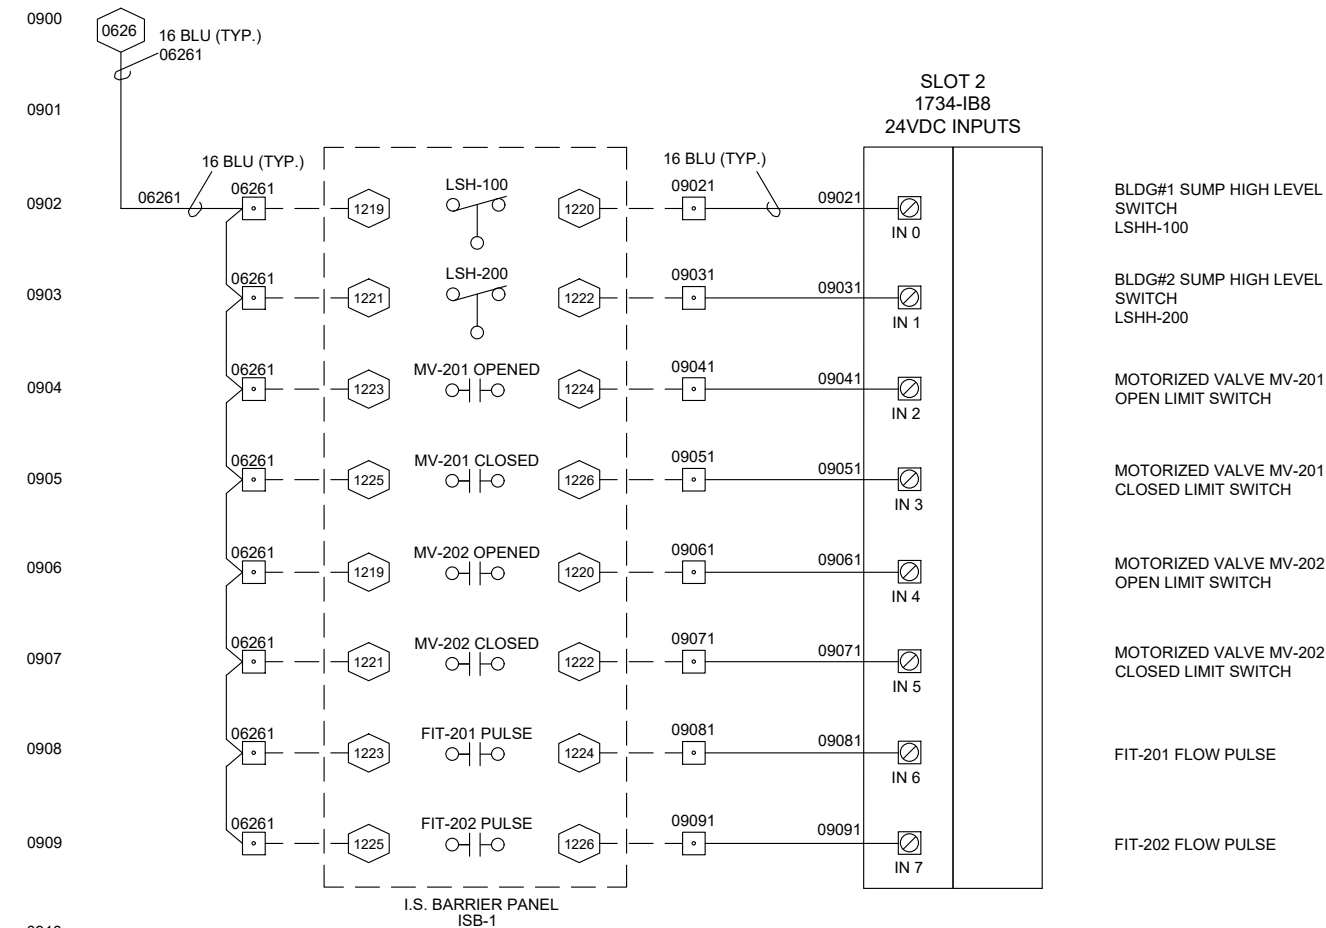 0900
0626
16 BLU (TYP.)
06261
SLOT 2
1734-IB8
24VDC INPUTS
0901
16 BLU (TYP.)
16 BLU (TYP.)
0902
06261
06261
1219
LSH-100
1220
09021
09021
IN 0
BLDG#1 SUMP HIGH LEVEL
SWITCH
LSHH-100
0903
06261
1221
LSH-200
1222
09031
09031
IN 1
BLDG#2 SUMP HIGH LEVEL
SWITCH
LSHH-200
0904
06261
1223
MV-201 OPENED
1224
09041
09041
IN 2
MOTORIZED VALVE MV-201
OPEN LIMIT SWITCH
0905
06261
1225
MV-201 CLOSED
1226
09051
09051
IN 3
MOTORIZED VALVE MV-201
CLOSED LIMIT SWITCH
0906
06261
1219
MV-202 OPENED
1220
09061
09061
IN 4
MOTORIZED VALVE MV-202
OPEN LIMIT SWITCH
0907
06261
1221
MV-202 CLOSED
1222
09071
09071
IN 5
MOTORIZED VALVE MV-202
CLOSED LIMIT SWITCH
0908
06261
1223
FIT-201 PULSE
1224
09081
09081
IN 6
FIT-201 FLOW PULSE
0909
06261
1225
FIT-202 PULSE
1226
09091
09091
IN 7
FIT-202 FLOW PULSE
I.S. BARRIER PANEL
ISB-1